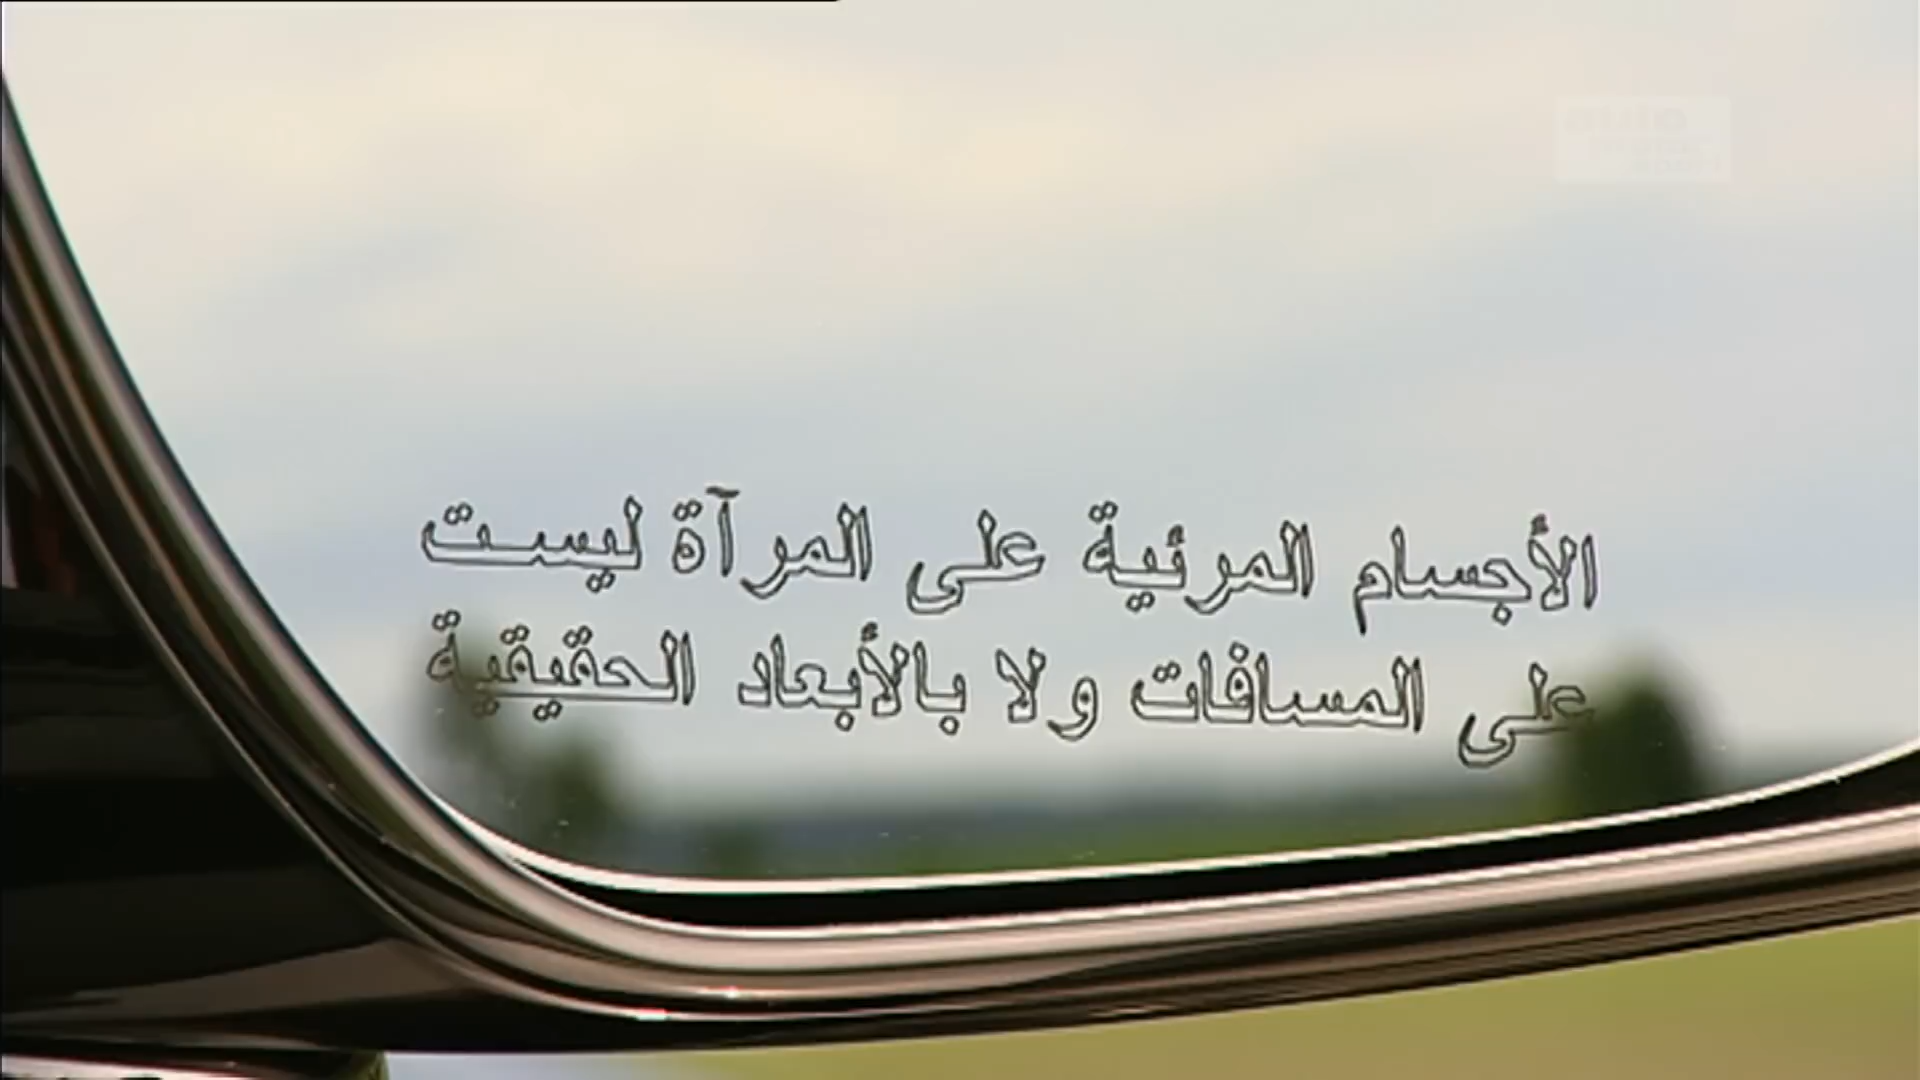 الأجسام المرئية على المرآة ليست
على المسافات ولا بالأبعاد الحقيقية